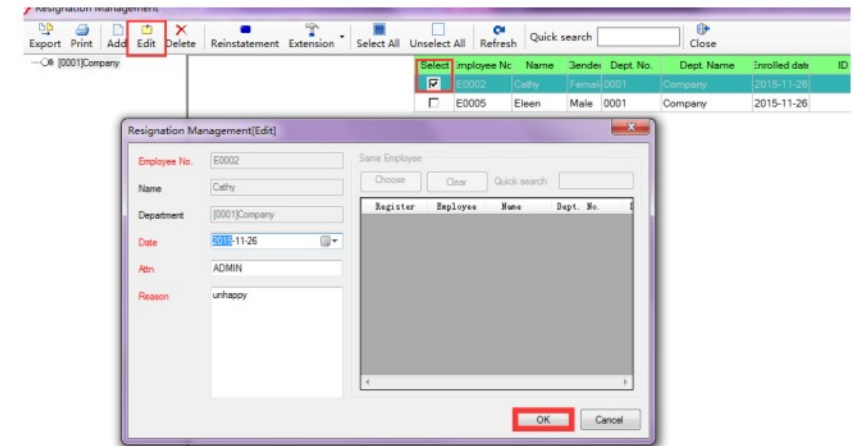 Resignation Management
Export Print Add Edit Delete Reinstatement Extension Select All Unselect All Refresh Quick search Close
[0001]Company
Select Employee Nc Name Gender Dept. No. Dept. Name Enrolled date ID
E0002 Cathy Femal 0001 Company 2015-11-26
E0005 Eleen Male 0001 Company 2015-11-26
Resignation Management[Edit]
Employee No. E0002
Name Cathy
Department [0001]Company
Date 2015-11-26
Attn ADMIN
Reason unhappy
Same Employee
Choose Clear Quick search
Register Employee Name Dept. No.
OK Cancel